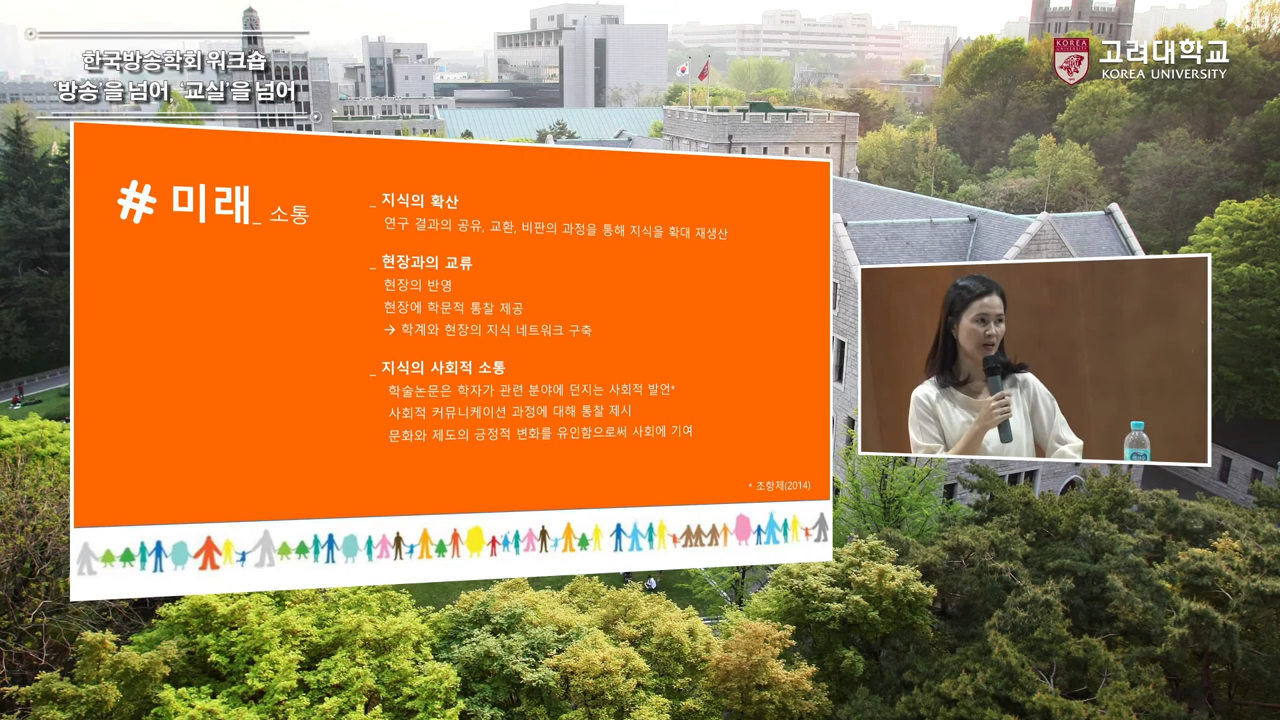 한국방송학회 워크숍
'방송'을 넘어, '교실'을 넘어
KOREA
UNIVERSITY
고려대학교
KOREA UNIVERSITY
# 미래_ 소통
_ 지식의 확산
연구 결과의 공유, 교환, 비판의 과정을 통해 지식을 확대 재생산
_ 현장과의 교류
현장의 반영
현장에 학문적 통찰 제공
→ 학계와 현장의 지식 네트워크 구축
_ 지식의 사회적 소통
학술논문은 학자가 관련 분야에 던지는 사회적 발언*
사회적 커뮤니케이션 과정에 대해 통찰 제시
문화와 제도의 긍정적 변화를 유인함으로써 사회에 기여
* 조항제(2014)